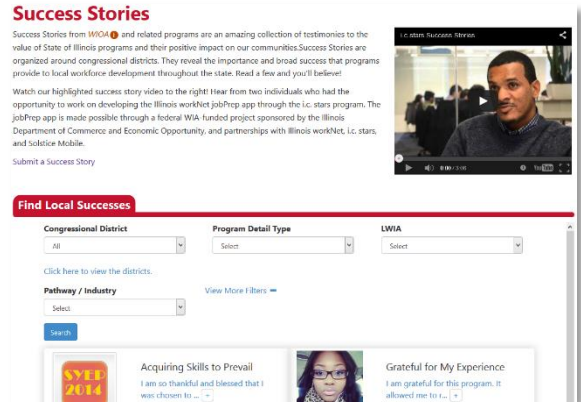 Success Stories
Success Stories from WIOA and related programs are an amazing collection of testimonies to the
value of State of Illinois programs and their positive impact on our communities.Success Stories are
organized around congressional districts. They reveal the importance and broad success that programs
provide to local workforce development throughout the state. Read a few and you'll believe!
Watch our highlighted success story video to the right! Hear from two individuals who had the
opportunity to work on developing the Illinois workNet jobPrep app through the i.c. stars program. The
jobPrep app is made possible through a federal WIA-funded project sponsored by the Illinois
Department of Commerce and Economic Opportunity, and partnerships with Illinois workNet, i.c. stars,
and Solstice Mobile.
Submit a Success Story
i.c. stars Success Stories
YouTube
Find Local Successes
Congressional District Program Detail Type LWIA
All Select Select
Click here to view the districts.
Pathway / Industry View More Filters
Select
Search
SYEP
2014
Acquiring Skills to Prevail
I am so thankful and blessed that I
was chosen to ... +
Grateful for My Experience
I am grateful for this program. It
allowed me to r... +